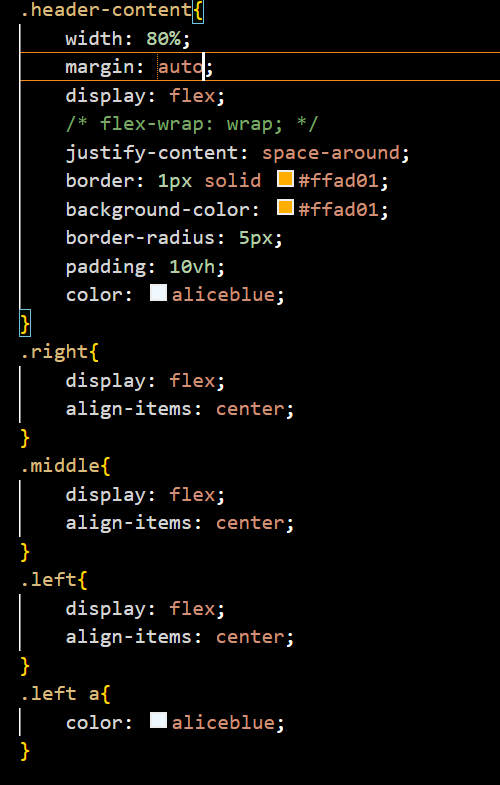 .header-content{
    width: 80%;
    margin: auto;
    display: flex;
    /* flex-wrap: wrap; */
    justify-content: space-around;
    border: 1px solid #ffad01;
    background-color: #ffad01;
    border-radius: 5px;
    padding: 10vh;
    color: aliceblue;
}
.right{
    display: flex;
    align-items: center;
}
.middle{
    display: flex;
    align-items: center;
}
.left{
    display: flex;
    align-items: center;
}
.left a{
    color: aliceblue;
}